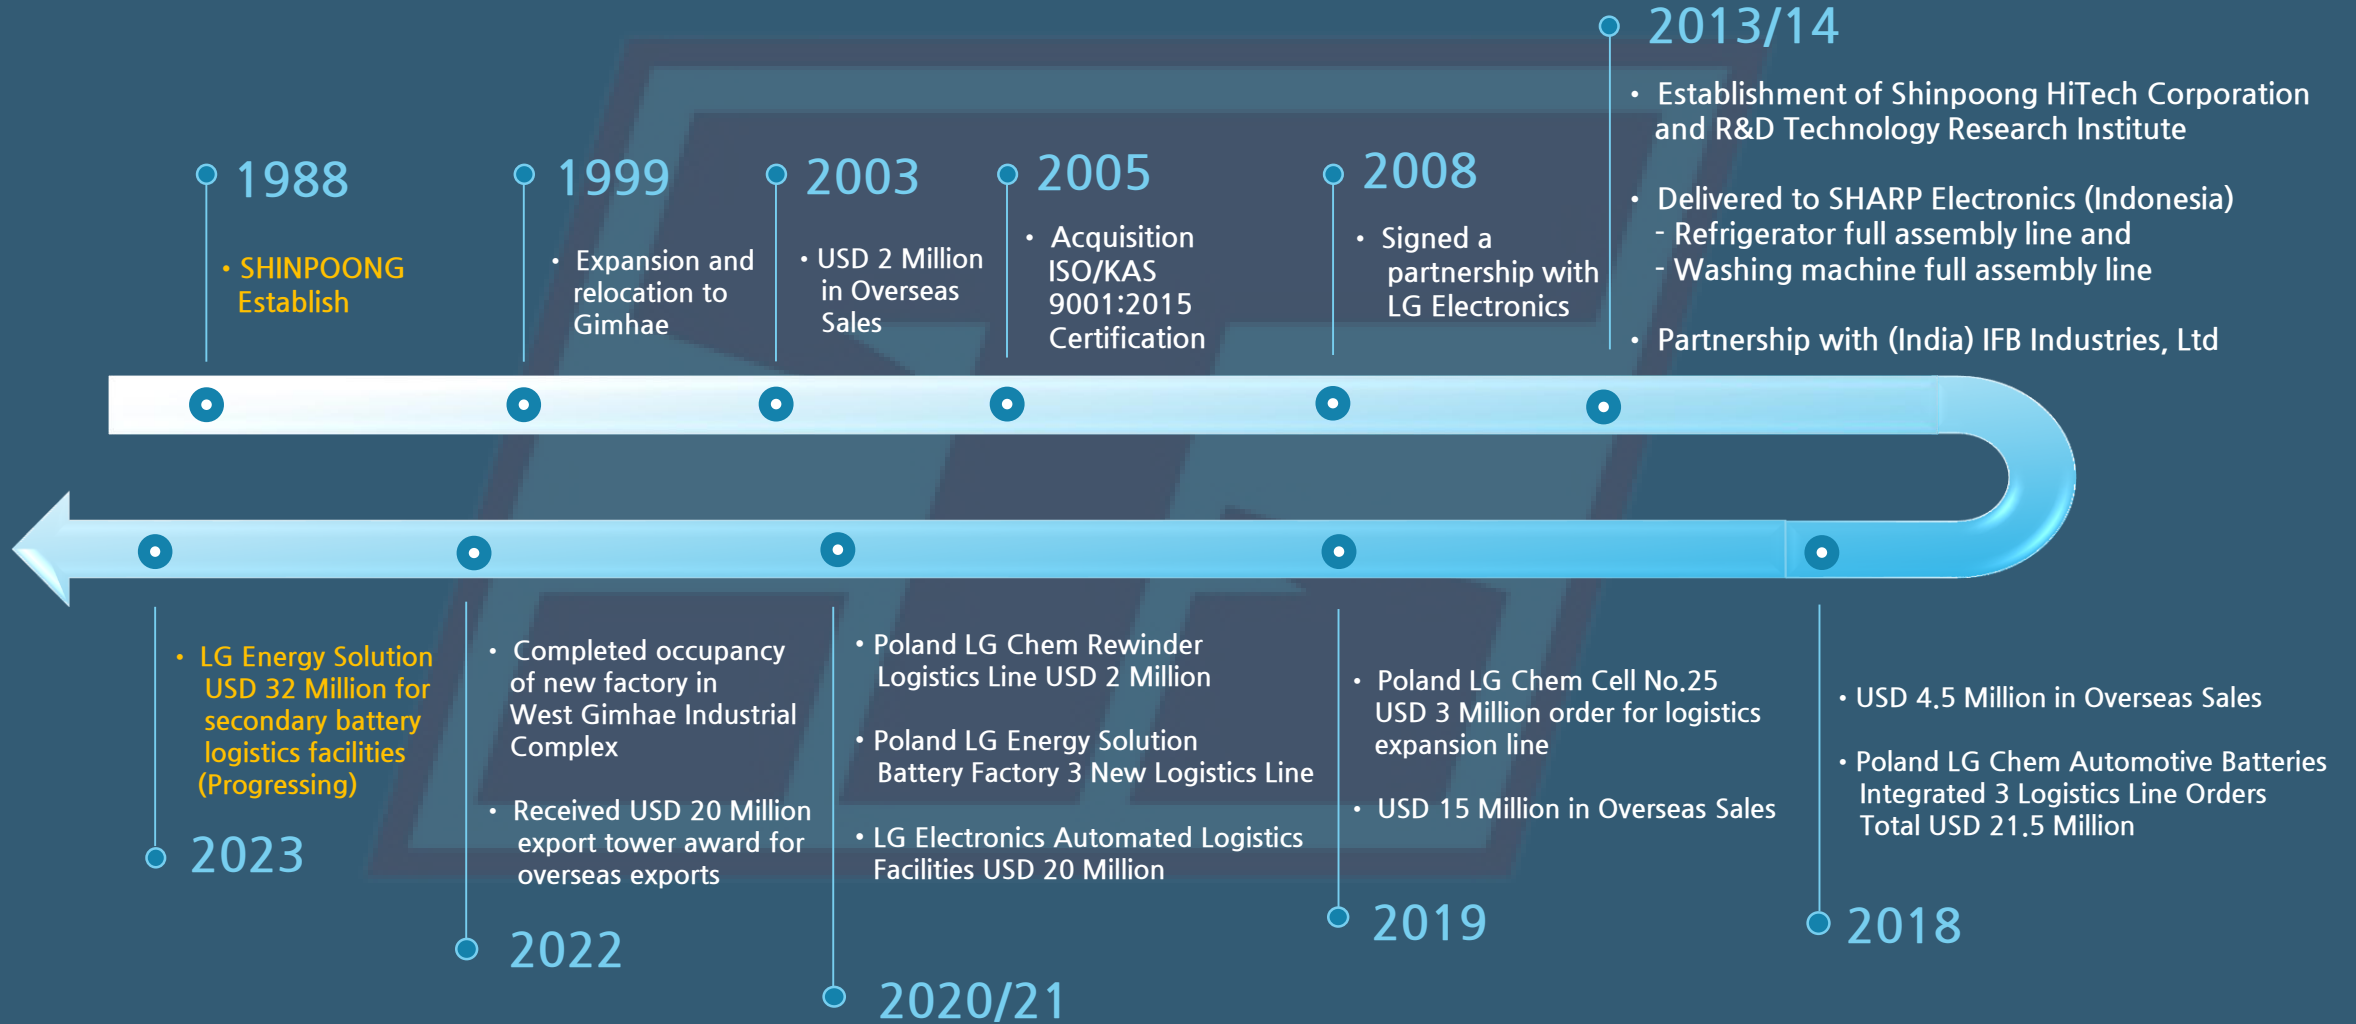 1988
• SHINPOONG
Establish
1999
• Expansion and
relocation to
Gimhae
2003
• USD 2 Million
in Overseas
Sales
2005
• Acquisition
ISO/KAS
9001:2015
Certification
2008
• Signed a
partnership with
LG Electronics
2013/14
• Establishment of Shinpoong HiTech Corporation
and R&D Technology Research Institute
• Delivered to SHARP Electronics (Indonesia)
- Refrigerator full assembly line and
- Washing machine full assembly line
• Partnership with (India) IFB Industries, Ltd
• USD 4.5 Million in Overseas Sales
• Poland LG Chem Automotive Batteries
Integrated 3 Logistics Line Orders
Total USD 21.5 Million
2018
• Poland LG Chem Cell No.25
USD 3 Million order for logistics
expansion line
• USD 15 Million in Overseas Sales
2019
• Poland LG Chem Rewinder
Logistics Line USD 2 Million
• Poland LG Energy Solution
Battery Factory 3 New Logistics Line
• LG Electronics Automated Logistics
Facilities USD 20 Million
2020/21
• Completed occupancy
of new factory in
West Gimhae Industrial
Complex
• Received USD 20 Million
export tower award for
overseas exports
2022
• LG Energy Solution
USD 32 Million for
secondary battery
logistics facilities
(Progressing)
2023